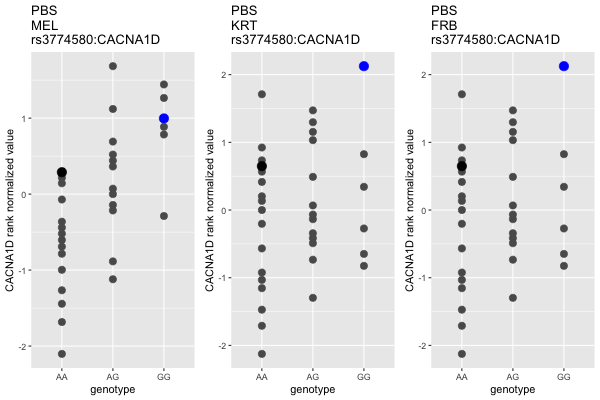 PBS
MEL
rs3774580:CACNA1D
CACNA1D rank normalized value
1
0
-1
-2
AA AG GG
genotype
PBS
KRT
rs3774580:CACNA1D
CACNA1D rank normalized value
2
1
0
-1
-2
AA AG GG
genotype
PBS
FRB
rs3774580:CACNA1D
CACNA1D rank normalized value
2
1
0
-1
-2
AA AG GG
genotype